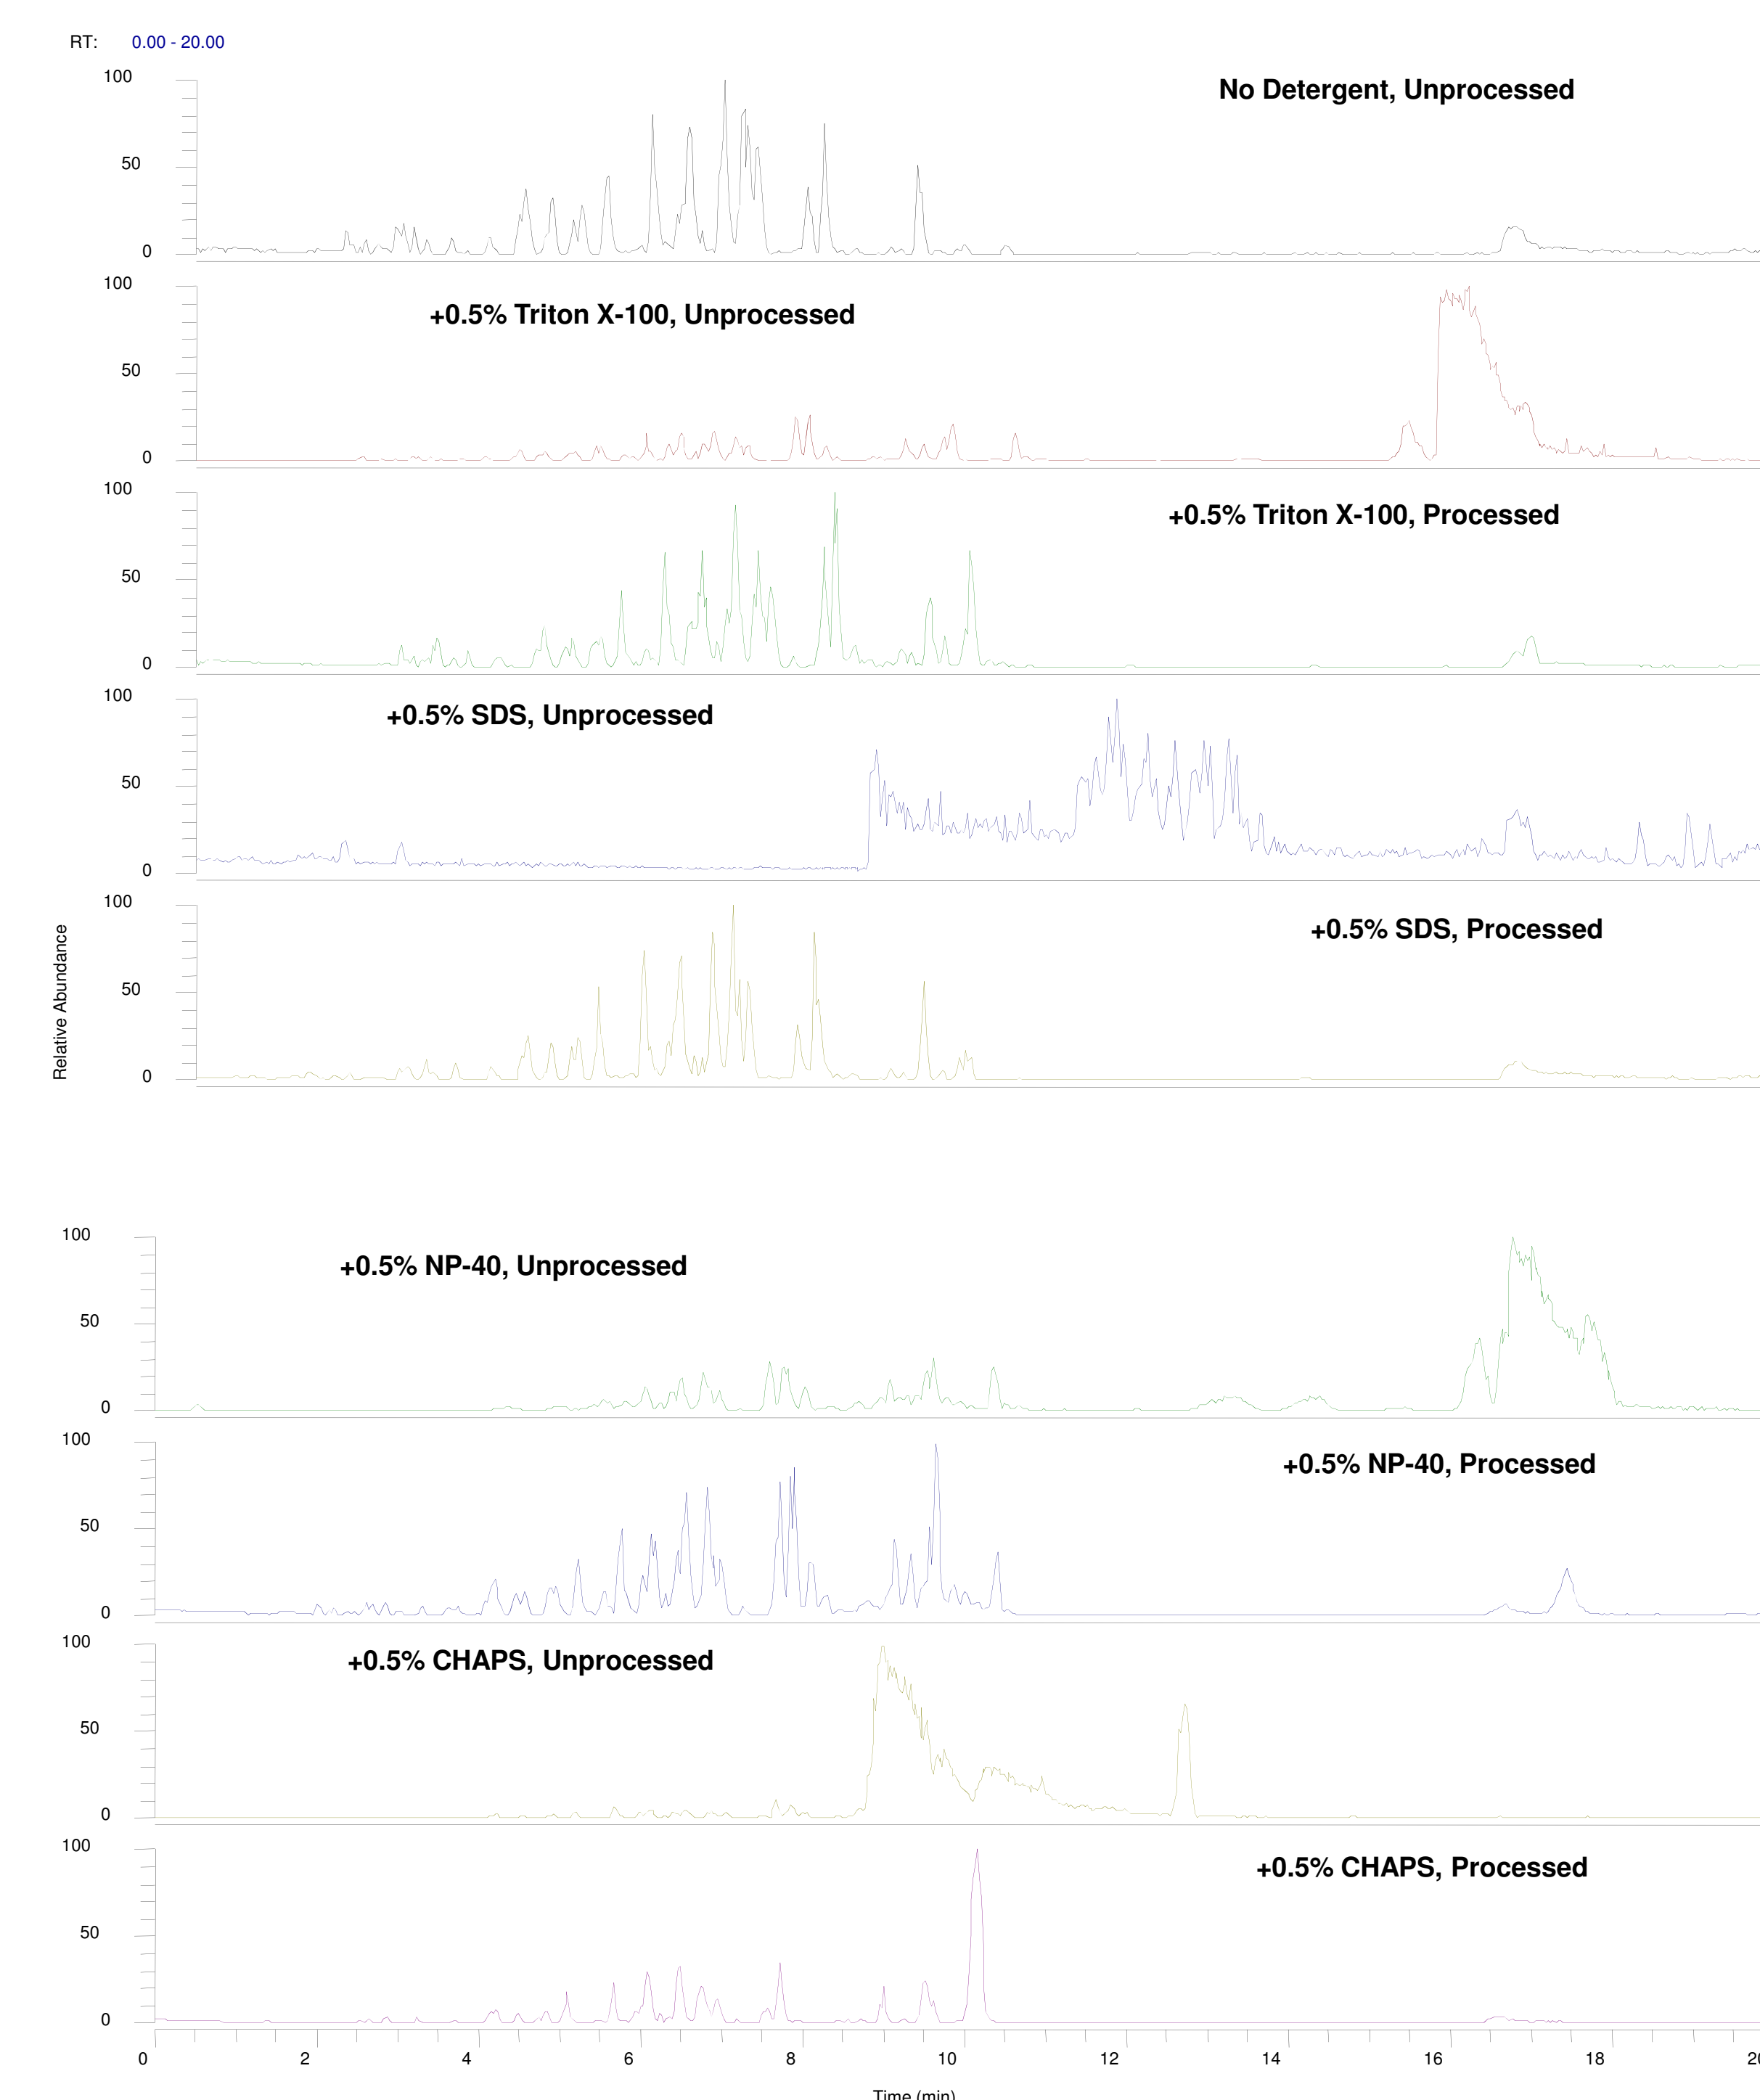 RT: 0.00 - 20.00
100
No Detergent, Unprocessed
50
0
100
+0.5% Triton X-100, Unprocessed
50
0
100
+0.5% Triton X-100, Processed
50
0
100
+0.5% SDS, Unprocessed
50
0
100
+0.5% SDS, Processed
50
0
Relative Abundance
100
+0.5% NP-40, Unprocessed
50
0
100
+0.5% NP-40, Processed
50
0
100
+0.5% CHAPS, Unprocessed
50
0
100
+0.5% CHAPS, Processed
50
0
0 2 4 6 8 10 12 14 16 18
Time (min)